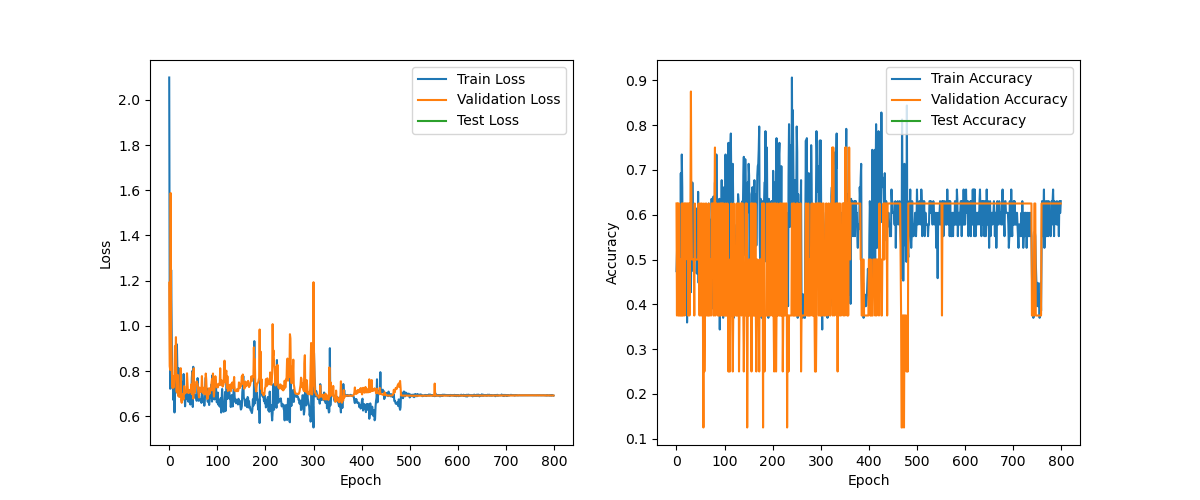 Train Loss
Validation Loss
Test Loss
2.0
1.8
1.6
1.4
1.2
1.0
0.8
0.6
Loss
0 100 200 300 400 500 600 700 800
Epoch
Train Accuracy
Validation Accuracy
Test Accuracy
0.9
0.8
0.7
0.6
0.5
0.4
0.3
0.2
0.1
Accuracy
0 100 200 300 400 500 600 700 800
Epoch